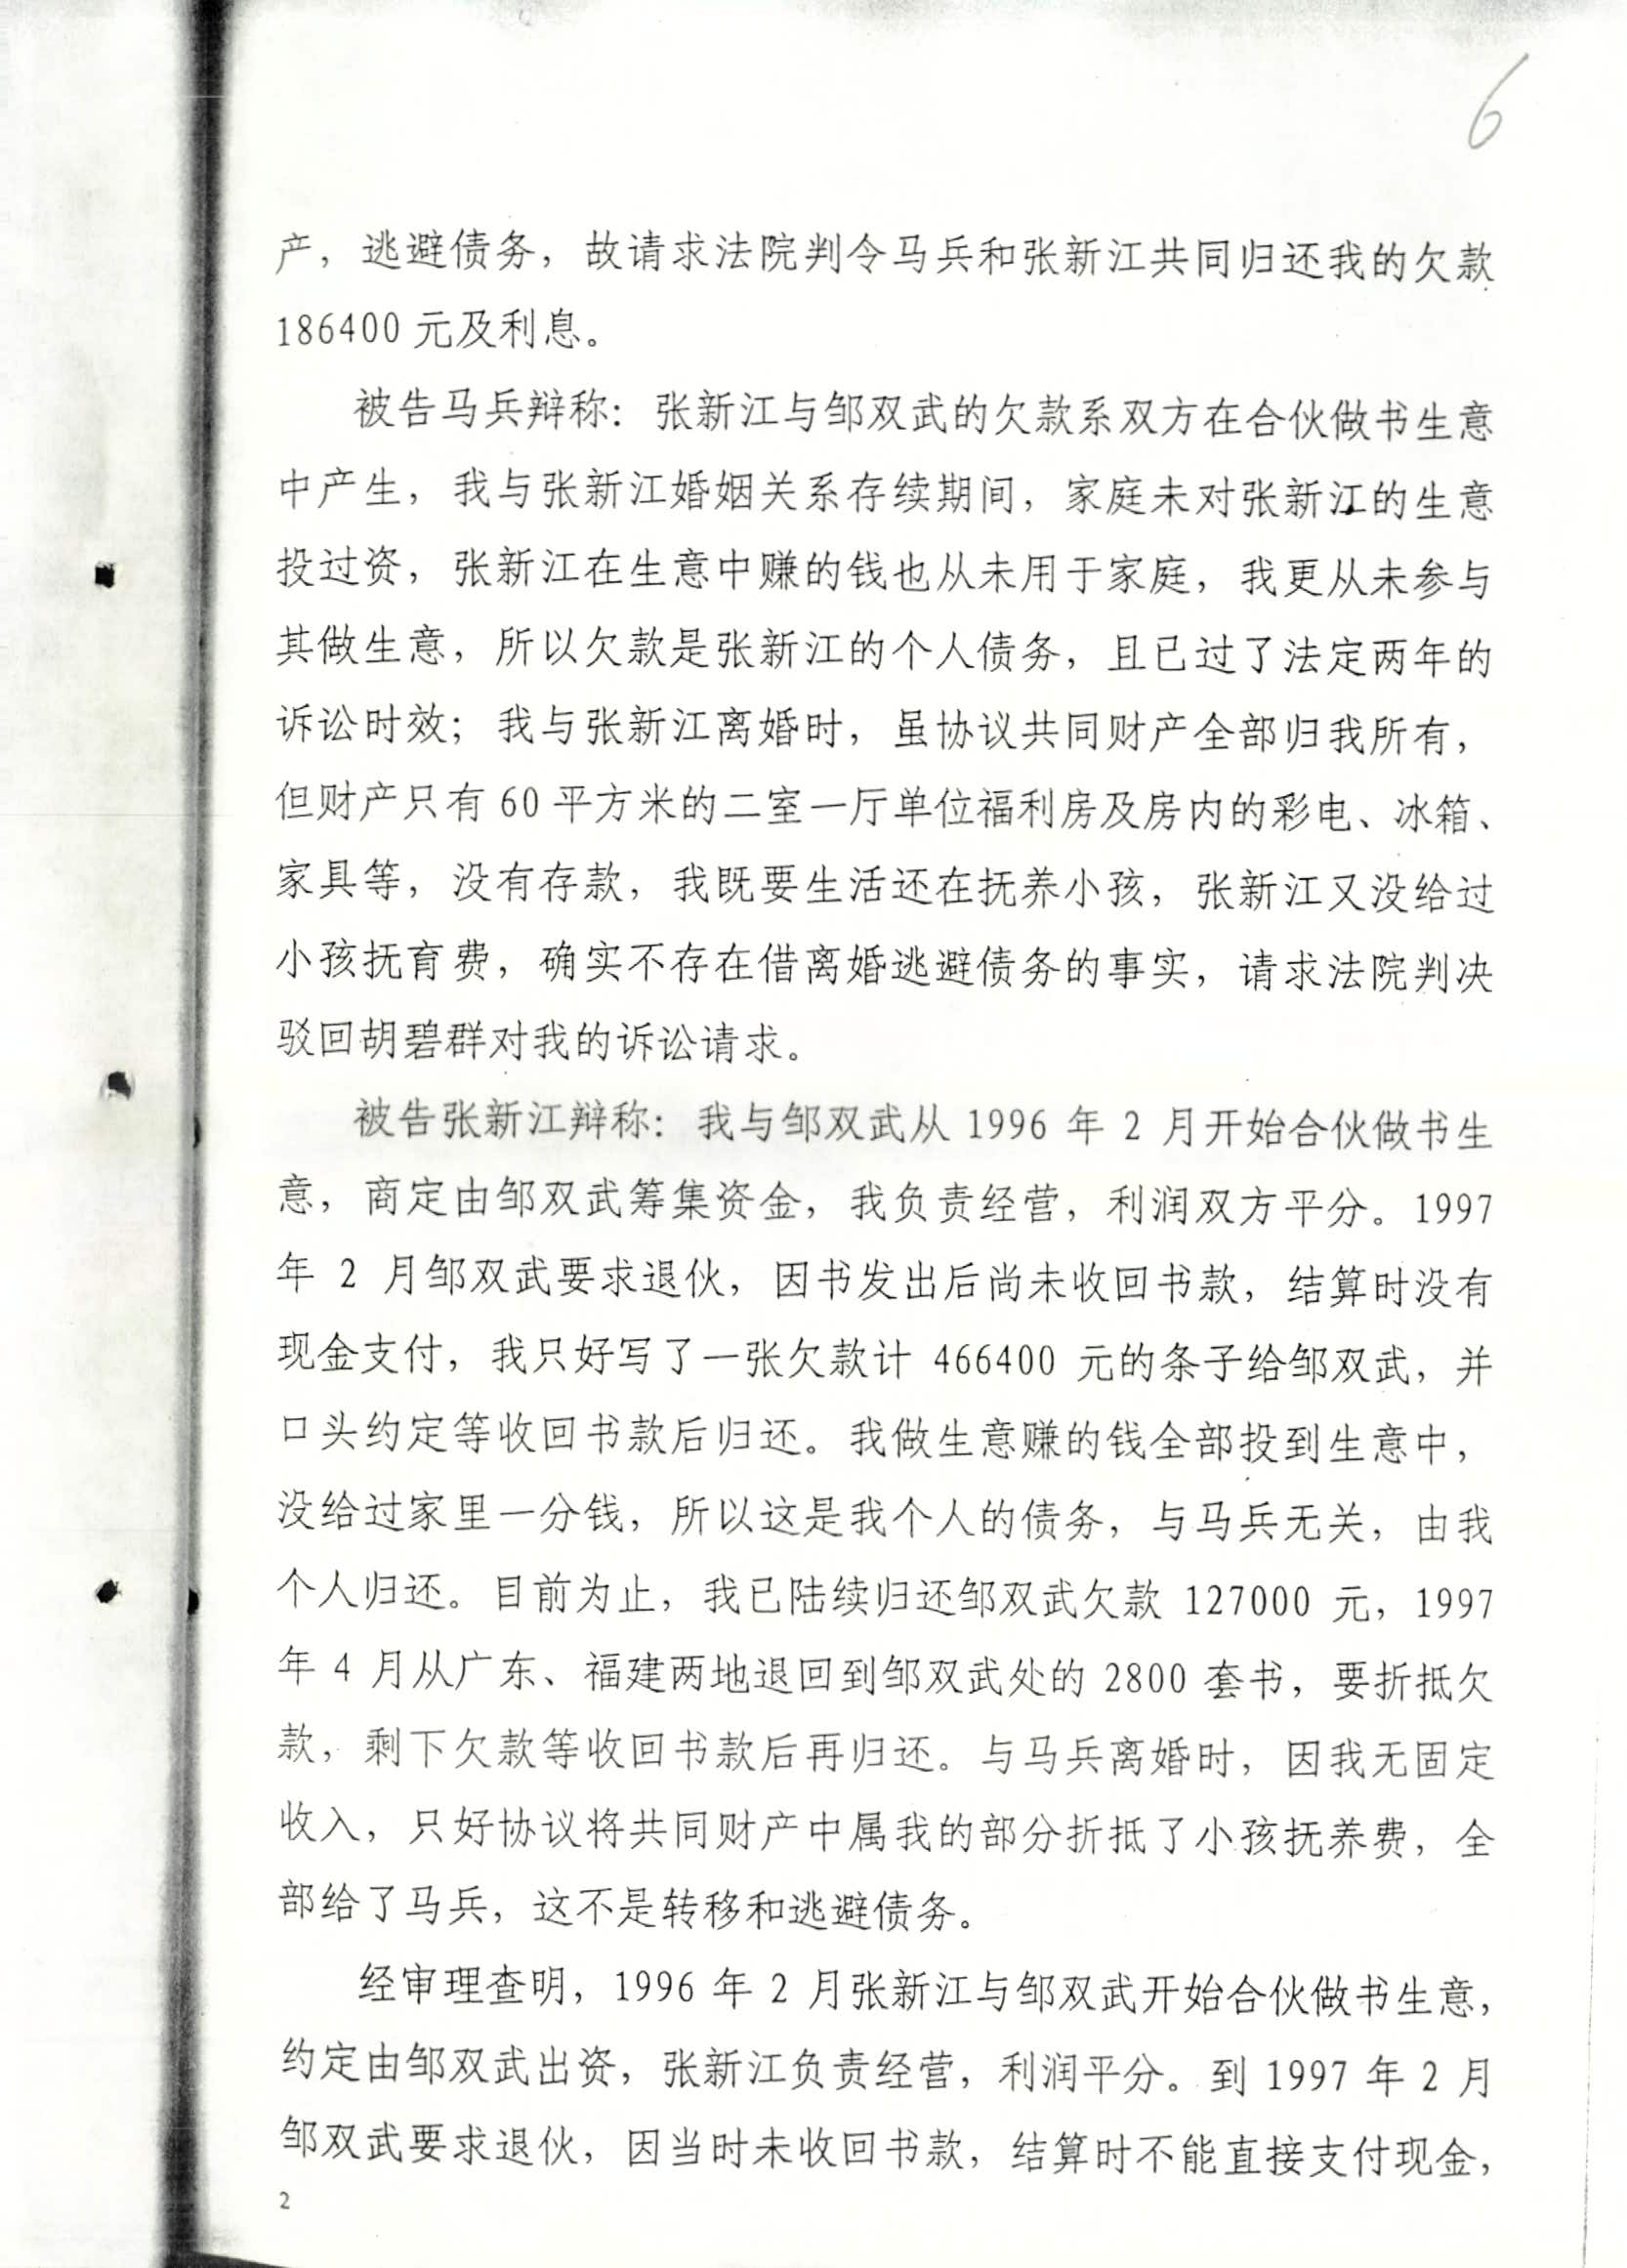 6
产，逃避债务，故请求法院判令马兵和张新江共同归还我的欠款
186400 元及利息。
被告马兵辩称：张新江与邹双武的欠款系双方在合伙做书生意
中产生，我与张新江婚姻关系存续期间，家庭未对张新江的生意
投过资，张新江在生意中赚的钱也从未用于家庭，我更从未参与
其做生意，所以欠款是张新江的个人债务，且已过了法定两年的
诉讼时效；我与张新江离婚时，虽协议共同财产全部归我所有，
但财产只有 60 平方米的二室一厅单位福利房及房内的彩电、冰箱、
家具等，没有存款，我既要生活还在抚养小孩，张新江又没给过
小孩抚育费，确实不存在借离婚逃避债务的事实，请求法院判决
驳回胡碧群对我的诉讼请求。
被告张新江辩称：我与邹双武从 1996 年 2 月开始合伙做书生
意，商定由邹双武筹集资金，我负责经营，利润双方平分。1997
年 2 月邹双武要求退伙，因书发出后尚未收回书款，结算时没有
现金支付，我只好写了一张欠款计 466400 元的条子给邹双武，并
口头约定等收回书款后归还。我做生意赚的钱全部投到生意中，
没给过家里一分钱，所以这是我个人的债务，与马兵无关，由我
个人归还。目前为止，我已陆续归还邹双武欠款 127000 元，1997
年 4 月从广东、福建两地退回到邹双武处的 2800 套书，要折抵欠
款，剩下欠款等收回书款后再归还。与马兵离婚时，因我无固定
收入，只好协议将共同财产中属我的部分折抵了小孩抚养费，全
部给了马兵，这不是转移和逃避债务。
经审理查明，1996 年 2 月张新江与邹双武开始合伙做书生意，
约定由邹双武出资，张新江负责经营，利润平分。到 1997 年 2 月
邹双武要求退伙，因当时未收回书款，结算时不能直接支付现金，
2